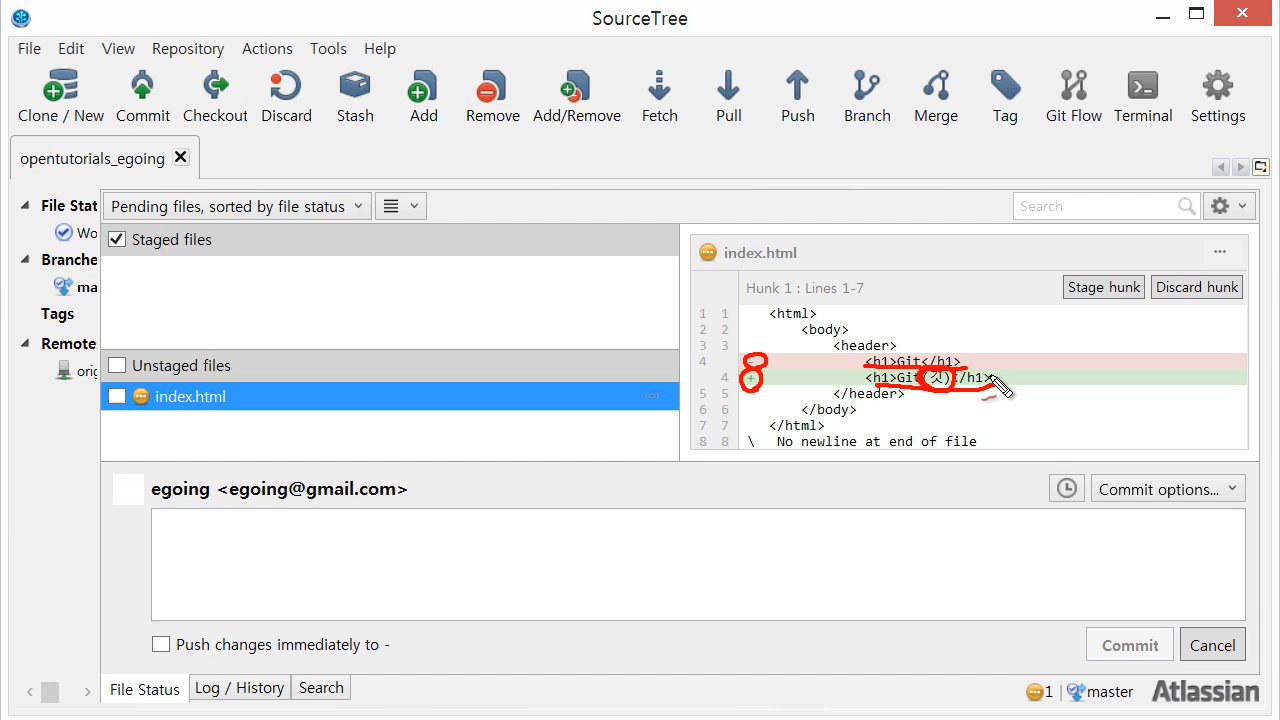 SourceTree
File Edit View Repository Actions Tools Help
Clone / New Commit Checkout Discard Stash Add Remove Add/Remove Fetch Pull Push Branch Merge Tag Git Flow Terminal Settings
opentutorials_egoing
File Stat
Wo
Branche
ma
Tags
Remote
orig
Pending files, sorted by file status
Search
Staged files
Unstaged files
index.html
index.html
Hunk 1 : Lines 1-7
Stage hunk
Discard hunk
1 1 <html>
2 2 <body>
3 3 <header>
4 - <h1>Git</h1>
4 + <h1>Git(깃)</h1>
5 5 </header>
6 6 </body>
7 7 </html>
8 8 \ No newline at end of file
egoing <egoing@gmail.com>
Commit options...
Push changes immediately to -
Commit
Cancel
File Status
Log / History
Search
1
master
Atlassian